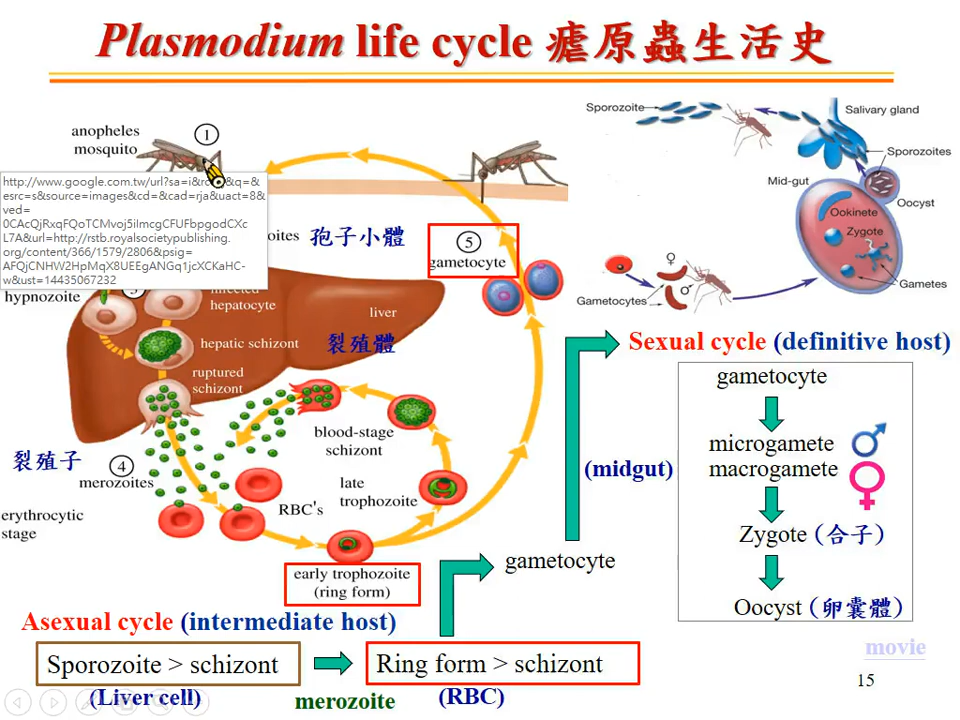 Plasmodium life cycle 瘧原蟲生活史
anopheles
mosquito
1
http://www.google.com.tw/url?sa=i&rc
&q=&
esrc=s&source=images&cd=&cad=rja&uact=8&
ved=
0CAcQjRxqFQoTCMvoj5iImcgCFUFbpgodCXc
L7A&url=http://rstb.royalsocietypublishing.
org/content/366/1579/2806&psig=
AFQjCNHW2HpMqX8UEEgANGq1jcXCKaHC-
w&ust=14435067232
孢子小體
5
gametocyte
hypnozoite
infected
hepatocyte
liver
hepatic schizont
裂殖體
ruptured
schizont
blood-stage
schizont
裂殖子
4
merozoites
late
trophozoite
RBC's
erythrocytic
stage
early trophozoite
(ring form)
Sporozoite
Salivary gland
Sporozoites
Mid-gut
Oocyst
Ookinete
Zygote
♀
♂
Gametocytes
Gametes
Sexual cycle (definitive host)
gametocyte
microgamete ♂
macrogamete ♀
(midgut)
Zygote (合子)
Oocyst (卵囊體)
gametocyte
Asexual cycle (intermediate host)
Sporozoite > schizont
Ring form > schizont
(Liver cell)
merozoite
(RBC)
movie
15